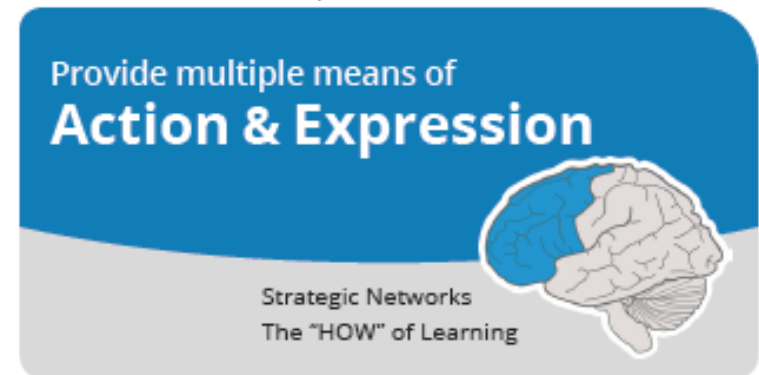 Provide multiple means of
Action & Expression
Strategic Networks
The “HOW” of Learning